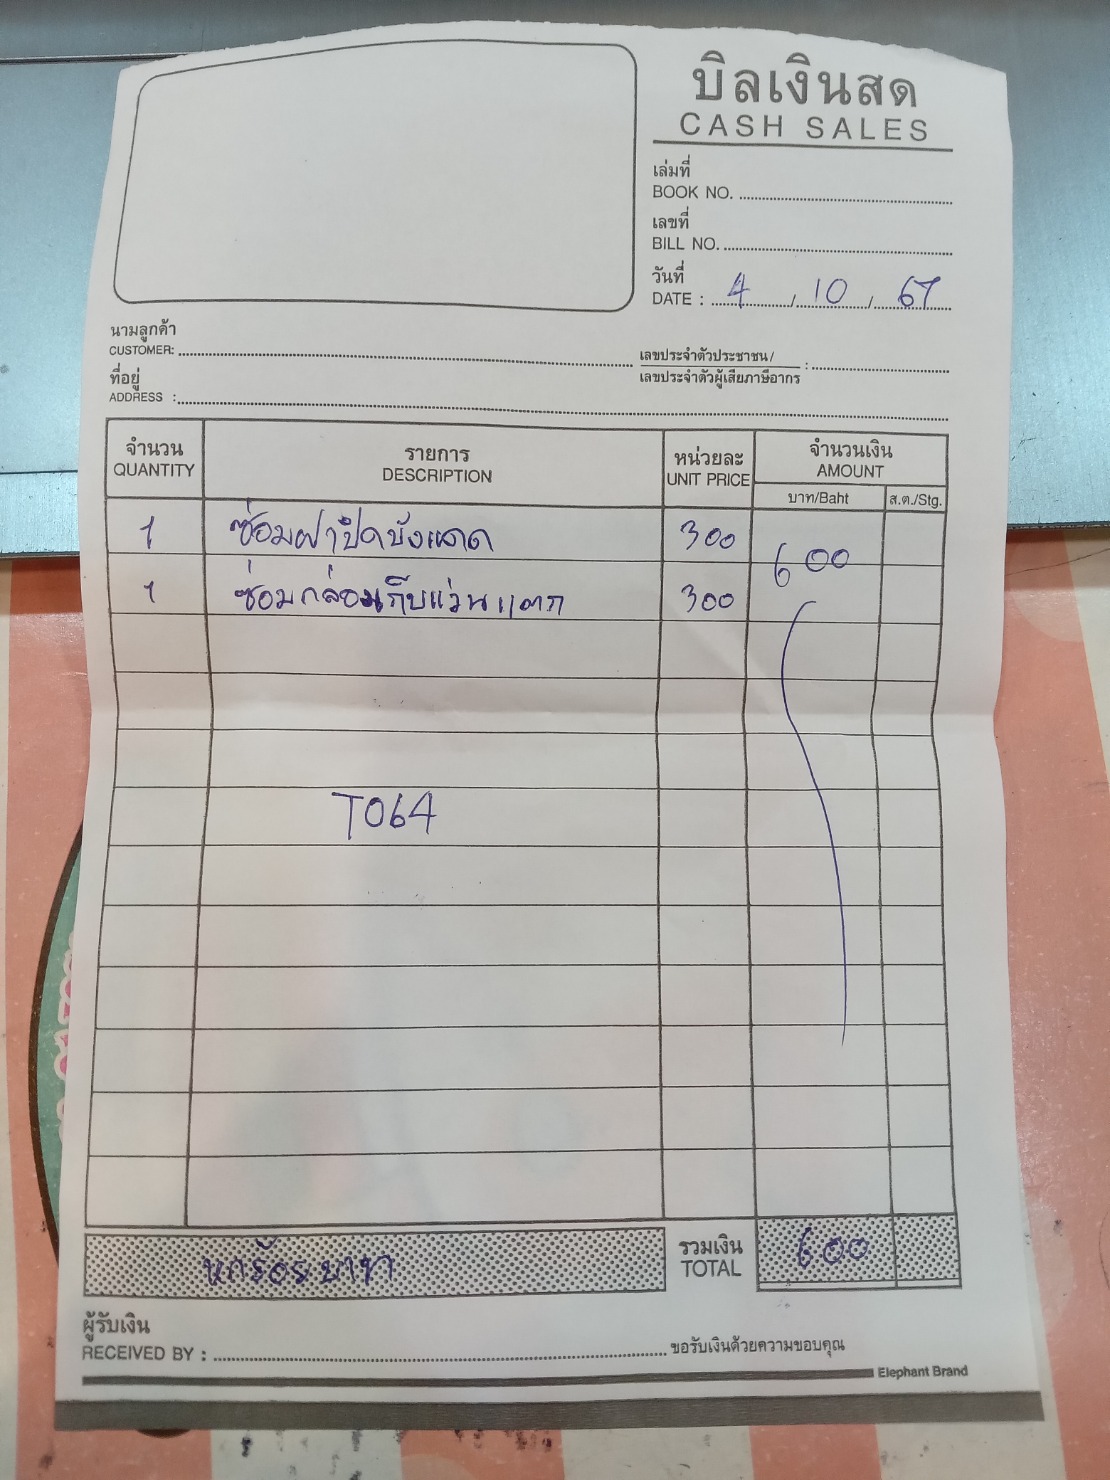 บิลเงินสด
CASH SALES
เล่มที่
BOOK NO.
เลขที่
BILL NO.
วันที่
DATE : 4 / 10 / 67
นามลูกค้า
CUSTOMER:
เลขประจำตัวประชาชน/
เลขประจำตัวผู้เสียภาษีอากร :
ที่อยู่
ADDRESS :
จำนวน รายการ หน่วยละ จำนวนเงิน
QUANTITY DESCRIPTION UNIT PRICE AMOUNT
บาท/Baht ส.ต./Stg.
1 ซ่อมฝาปิดบังแดด 300
600
1 ซ่อมกล่องเก็บแว่นแตก 300
T064
หกร้อยบาท รวมเงิน 600
TOTAL
ผู้รับเงิน
RECEIVED BY : ขอรับเงินด้วยความขอบคุณ
Elephant Brand